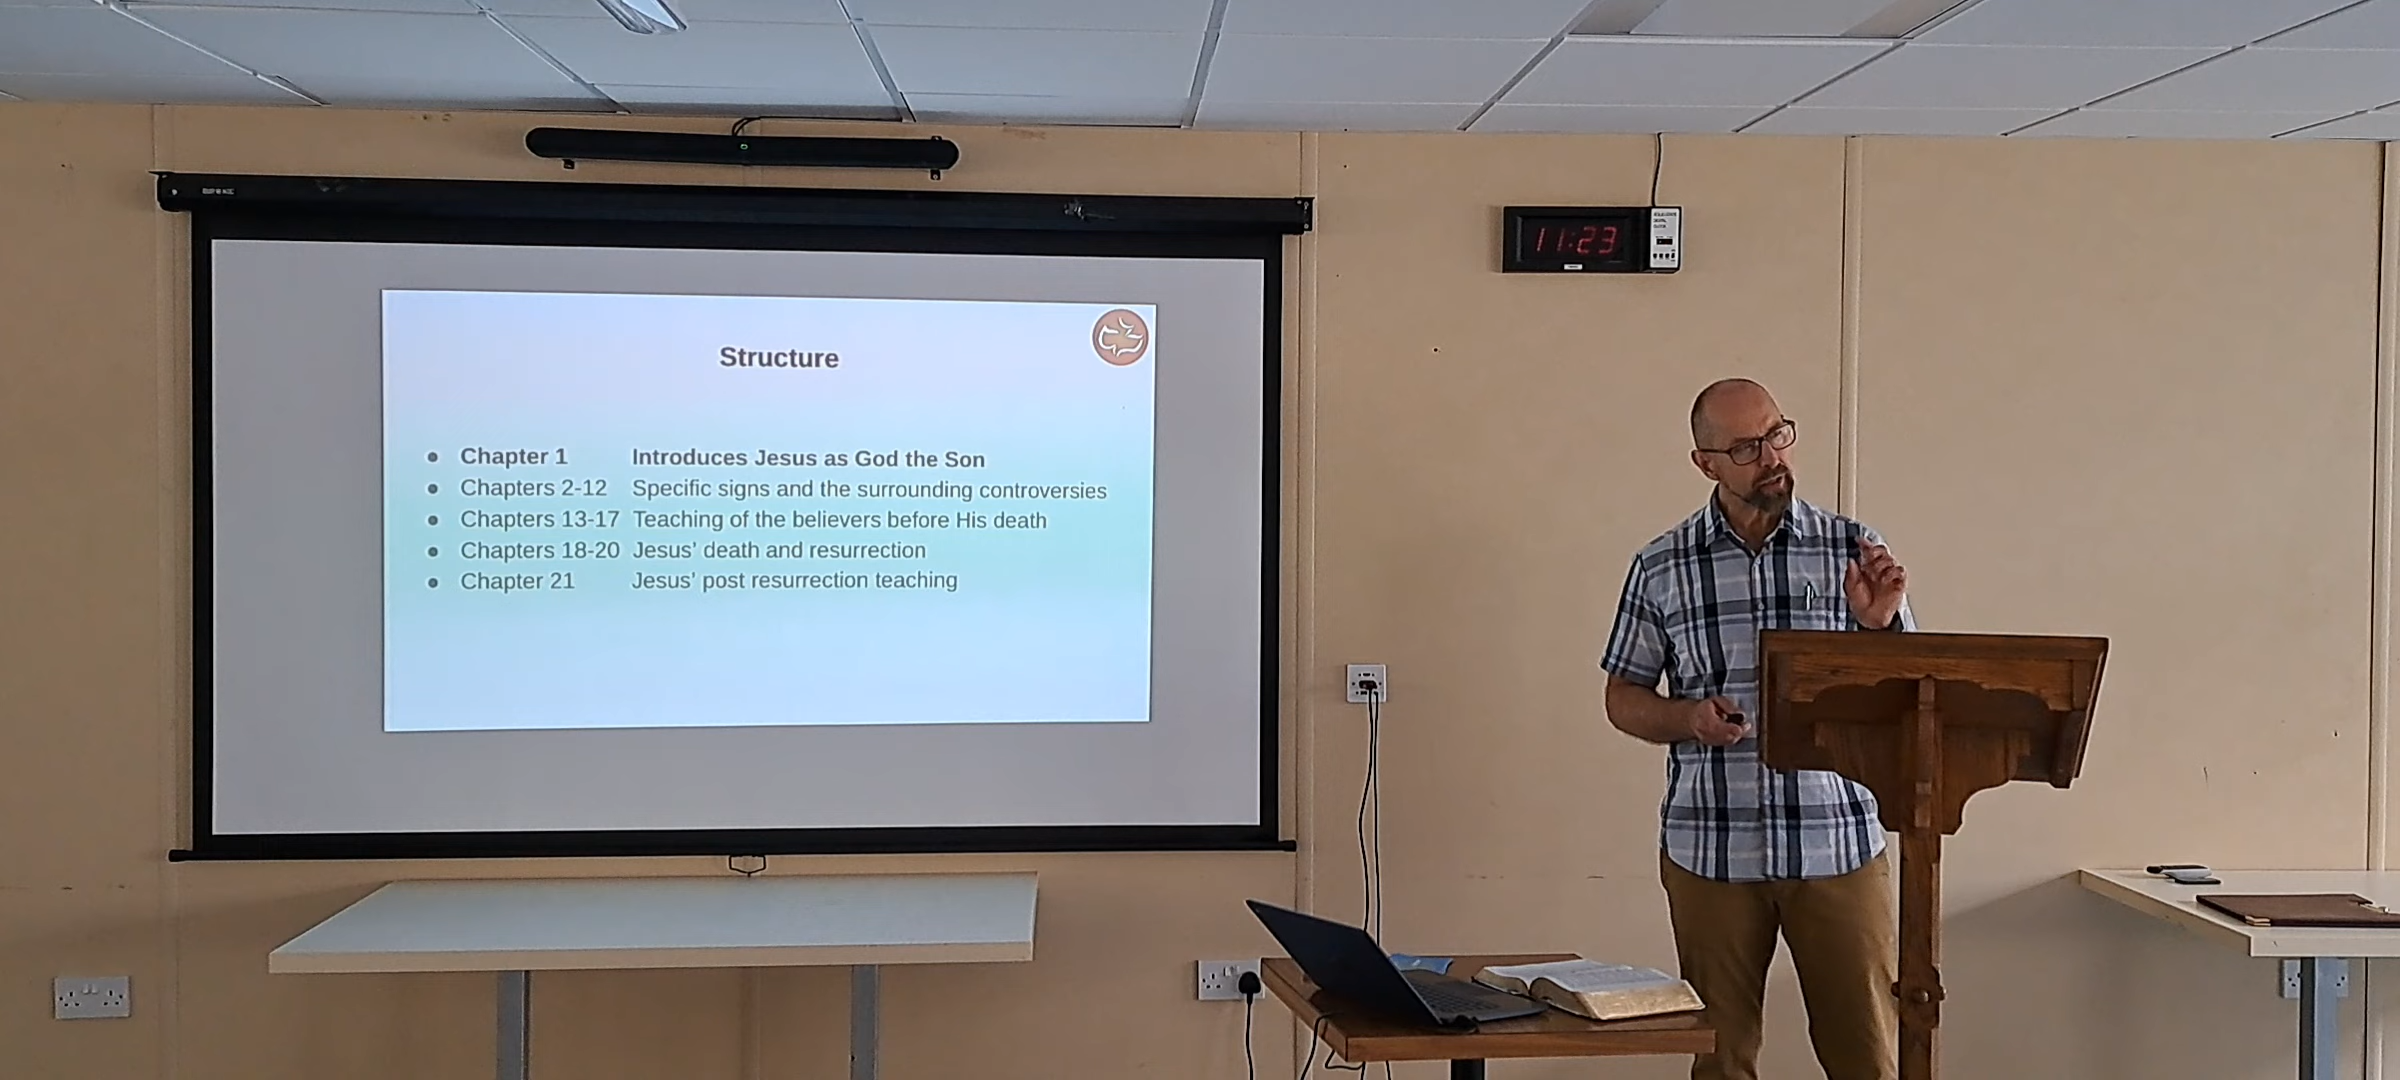 11:23
Structure
● Chapter 1 Introduces Jesus as God the Son
● Chapters 2-12 Specific signs and the surrounding controversies
● Chapters 13-17 Teaching of the believers before His death
● Chapters 18-20 Jesus’ death and resurrection
● Chapter 21 Jesus’ post resurrection teaching